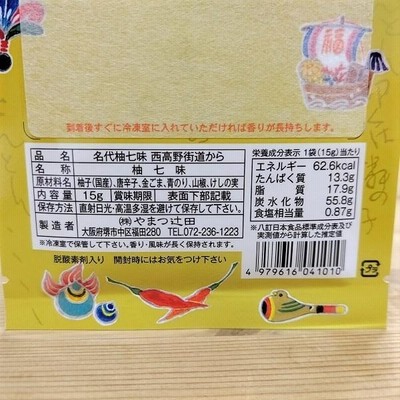 福
到着後すぐに冷凍室に入れていただければ香りが長持ちします。
品名 名代柚七味 西高野街道から
名称 柚七味
原材料名 柚子(国産)、唐辛子、金ごま、青のり、山椒、けしの実
内容量 15g 賞味期限 表面下部記載
保存方法 直射日光・高温多湿を避けて保存して下さい。
製造者 ㈱やまつ辻田
大阪府堺市中区福田280 TEL.072-236-1223
※冷凍室で保管して下さい。香り・風味が長く保持されます。
脱酸素剤入り 開封時にはお気をつけ下さい
栄養成分表示 1袋(15g)当たり
エネルギー 62.6kcal
たんぱく質 13.3g
脂質 17.9g
炭水化物 55.8g
食塩相当量 0.87g
※八訂日本食品標準成分表及び
実測値から計算した推定値
4 979616 041010
プラ